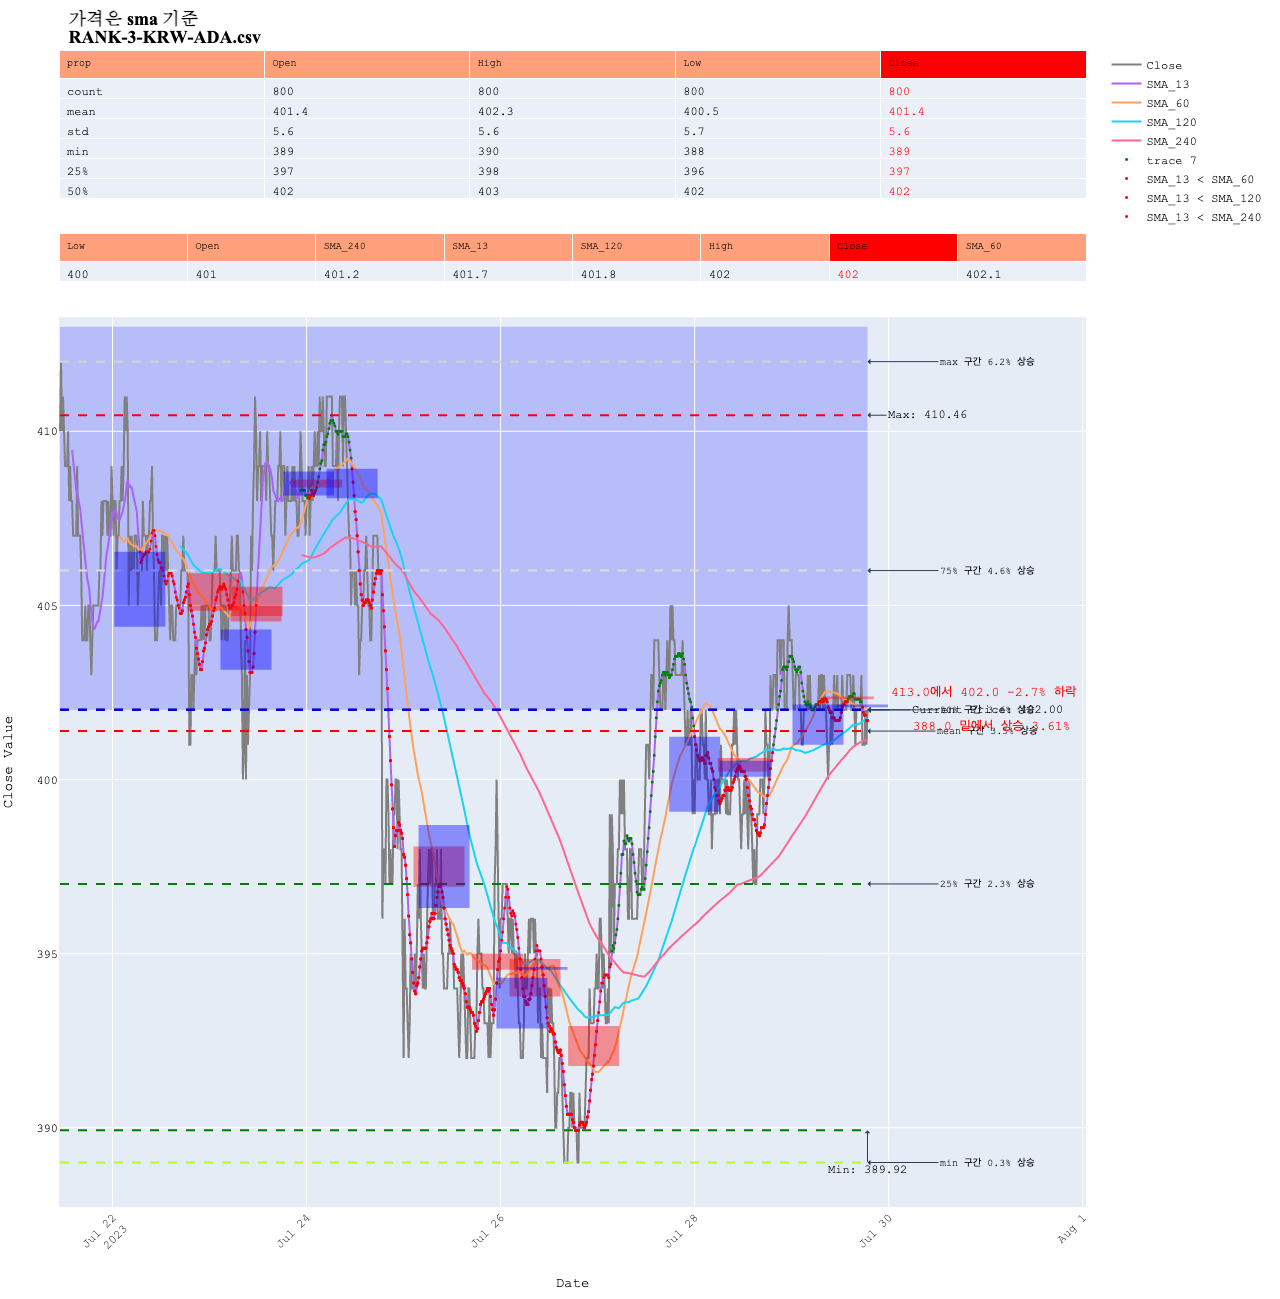 가격은 sma 기준
RANK-3-KRW-ADA.csv
prop Open High Low Close
count 800 800 800 800
mean 401.4 402.3 400.5 401.4
std 5.6 5.6 5.7 5.6
min 389 390 388 389
25% 397 398 396 397
50% 402 403 402 402
Low Open SMA_240 SMA_13 SMA_120 High Close SMA_60
400 401 401.2 401.7 401.8 402 402 402.1
Close
SMA_13
SMA_60
SMA_120
SMA_240
trace 7
SMA_13 < SMA_60
SMA_13 < SMA_120
SMA_13 < SMA_240
max 구간 6.2% 상승
Max: 410.46
75% 구간 4.6% 상승
413.0에서 402.0 -2.7% 하락
구간 3.6%
388.0 밑에서 상승 3.61%
mean 구간 3.5% 상승
25% 구간 2.3% 상승
min 구간 0.3% 상승
Min: 389.92
410
405
400
395
390
Close Value
Jul 22
2023
Jul 24
Jul 26
Jul 28
Jul 30
Aug 1
Date